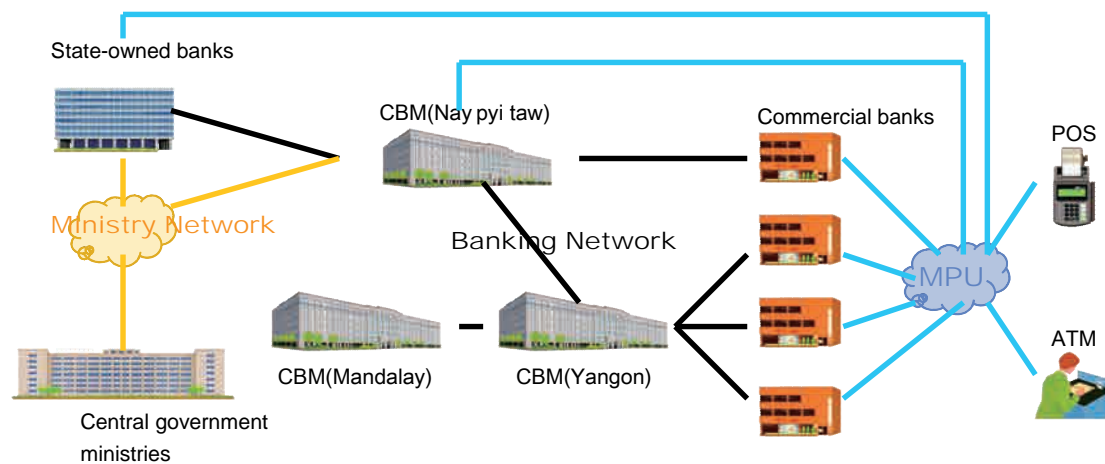 State-owned banks
CBM(Nay pyi taw)
Commercial banks
POS
Ministry Network
Banking Network
MPU
ATM
CBM(Mandalay)
CBM(Yangon)
Central government
ministries